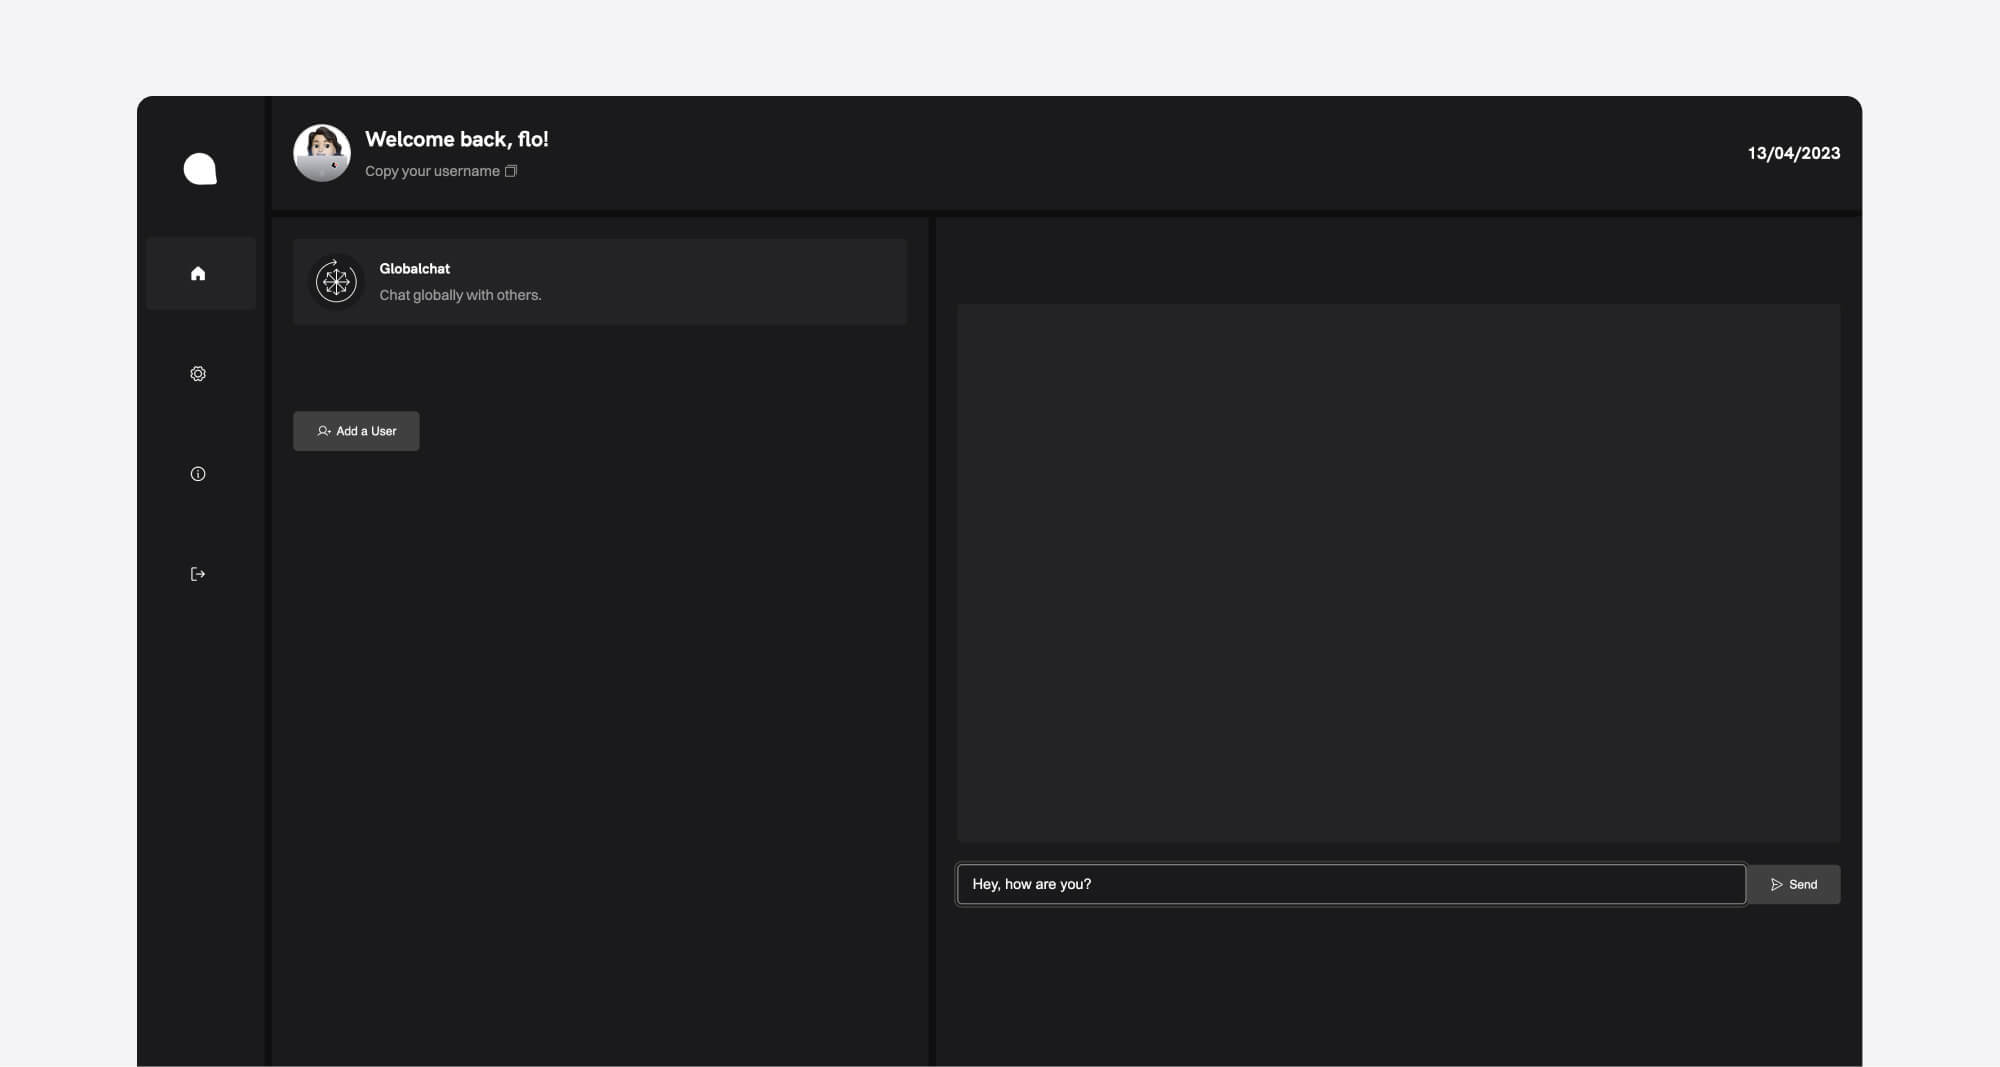 Welcome back, flo!
Copy your username
13/04/2023
Globalchat
Chat globally with others.
Add a User
Hey, how are you?
Send